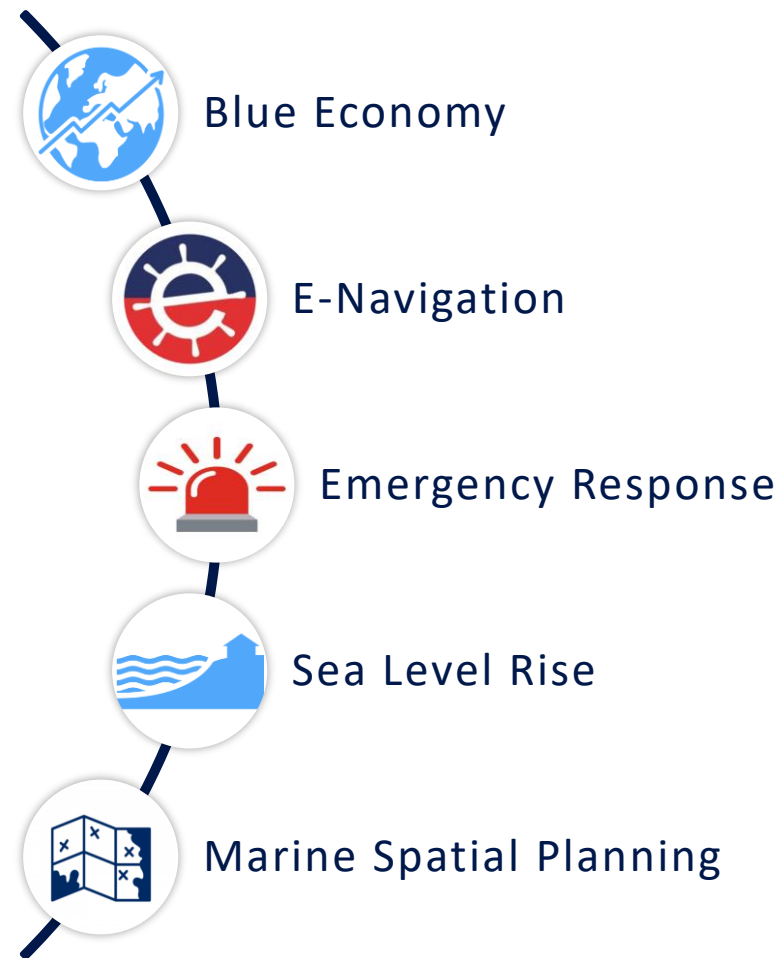 Blue Economy
E-Navigation
Emergency Response
Sea Level Rise
Marine Spatial Planning